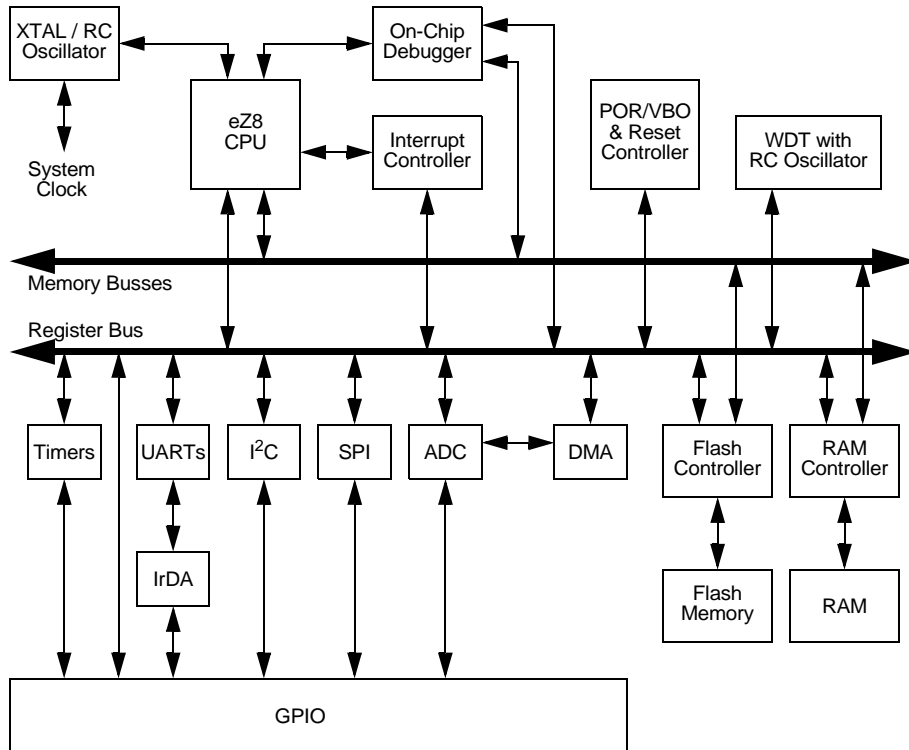 XTAL / RC
Oscillator
On-Chip
Debugger
eZ8
CPU
Interrupt
Controller
POR/VBO
& Reset
Controller
WDT with
RC Oscillator
System
Clock
Memory Busses
Register Bus
Timers
UARTs
I²C
SPI
ADC
DMA
Flash
Controller
RAM
Controller
IrDA
Flash
Memory
RAM
GPIO